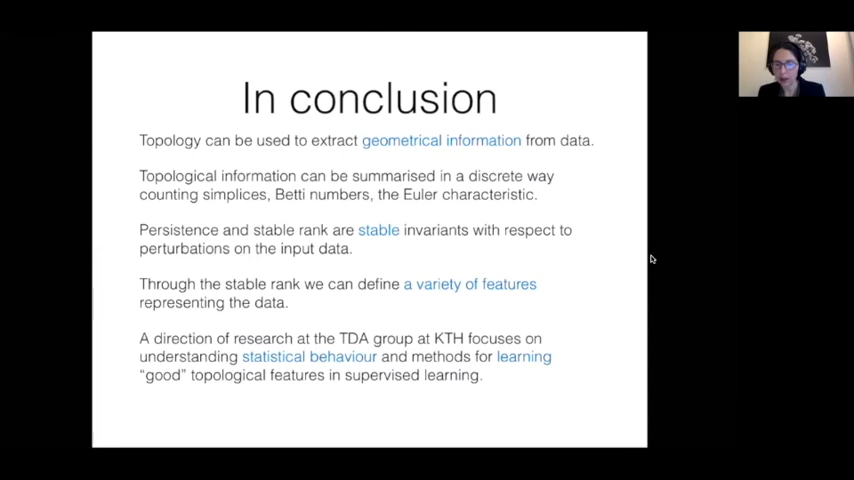 In conclusion
Topology can be used to extract geometrical information from data.
Topological information can be summarised in a discrete way
counting simplices, Betti numbers, the Euler characteristic.
Persistence and stable rank are stable invariants with respect to
perturbations on the input data.
Through the stable rank we can define a variety of features
representing the data.
A direction of research at the TDA group at KTH focuses on
understanding statistical behaviour and methods for learning
“good” topological features in supervised learning.